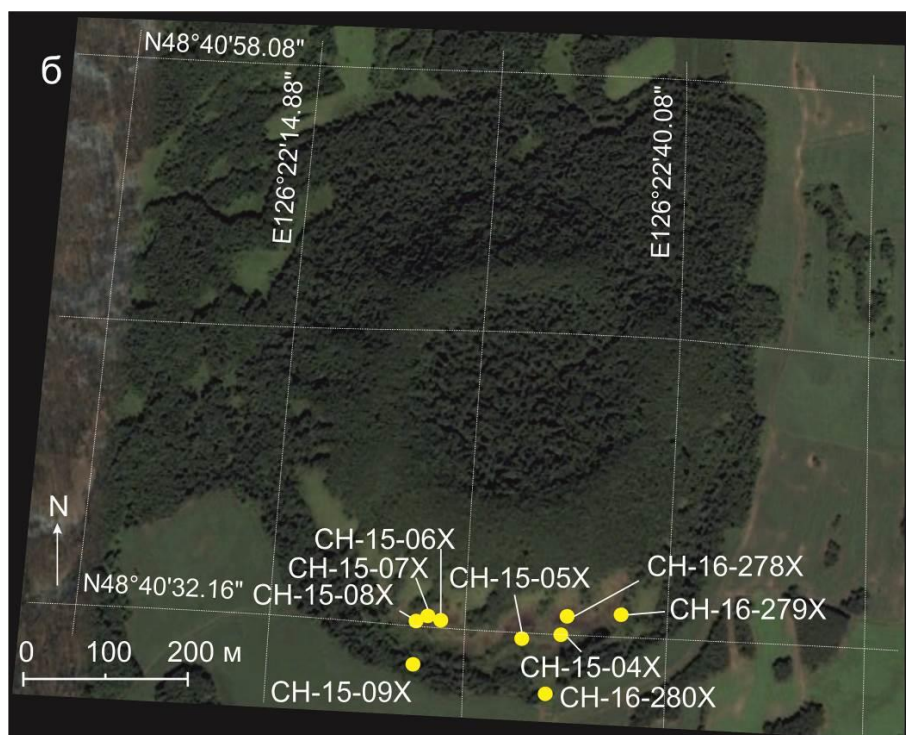 б
N48°40'58.08"
E126°22'14.88"
E126°22'40.08"
N
N48°40'32.16"
CH-15-06X
CH-15-07X
CH-15-08X
CH-15-05X
CH-16-278X
CH-16-279X
CH-15-04X
CH-15-09X
CH-16-280X
0 100 200 м